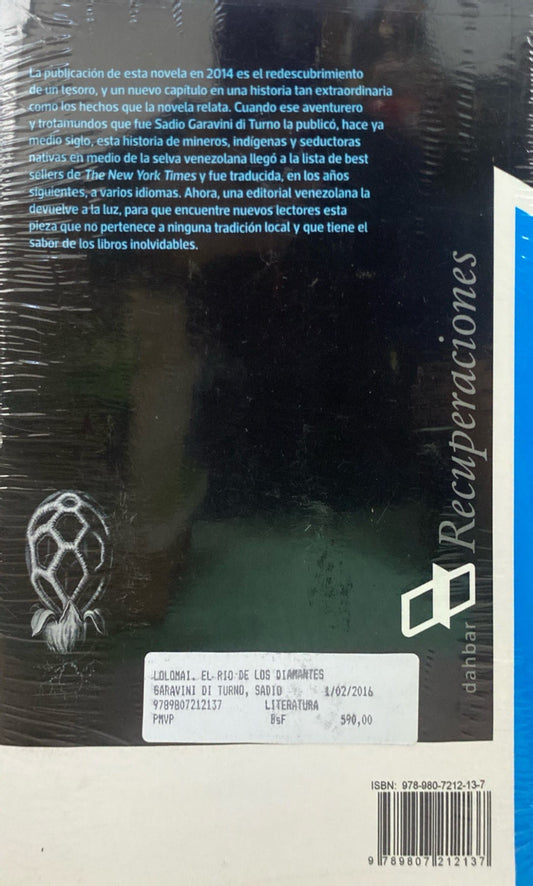 La publicación de esta novela en 2014 es el redescubrimiento
de un tesoro, y un nuevo capítulo en una historia tan extraordinaria
como los hechos que la novela relata. Cuando ese aventurero
y trotamundos que fue Sadio Garavini di Turno la publicó, hace ya
medio siglo, esta historia de mineros, indígenas y seductoras
nativas en medio de la selva venezolana llegó a la lista de best
sellers de The New York Times y fue traducida, en los años
siguientes, a varios idiomas. Ahora, una editorial venezolana la
devuelve a la luz, para que encuentre nuevos lectores esta
pieza que no pertenece a ninguna tradición local y que tiene el
sabor de los libros inolvidables.
Recuperaciones
dahbar
LOLOMAI. EL RIO DE LOS DIAMANTES
GARAVINI DI TURNO, SADIO 1/02/2016
9789807212137 LITERATURA
PMVP BsF 590,00
ISBN: 978-980-7212-13-7
9 789807 212137